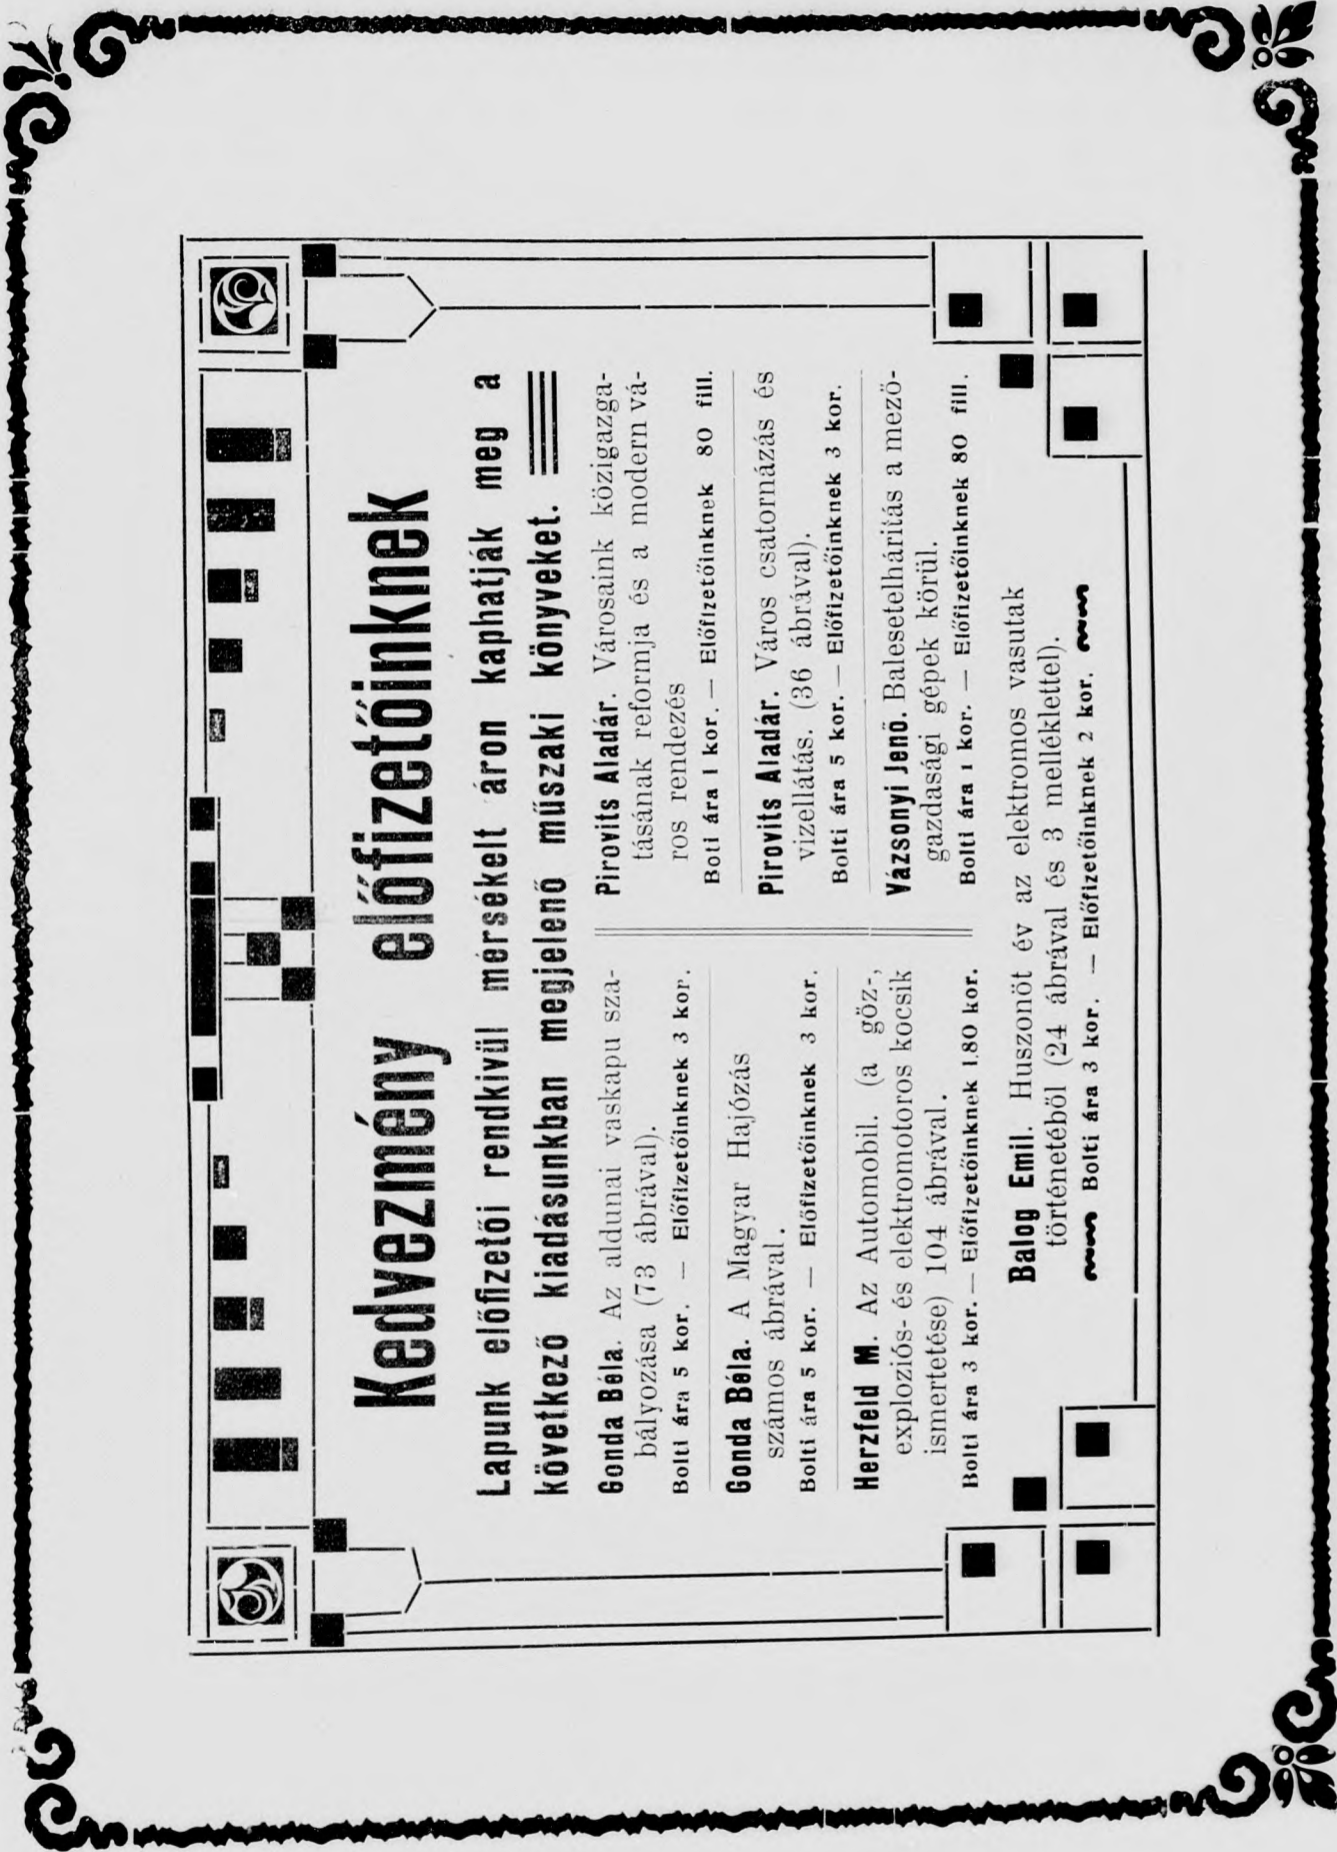 Kedvezmény előfizetőinknek
Lapunk előfizetői rendkivül mérsékelt áron kaphatják meg a
következő kiadásunkban megjelenő műszaki könyveket.
Gonda Béla. Az aldunai vaskapu sza-
bályozása (73 ábrával).
Bolti ára 5 kor. — Előfizetőinknek 3 kor.
Gonda Béla. A Magyar Hajózás
számos ábrával.
Bolti ára 5 kor. — Előfizetőinknek 3 kor.
Herzfeld M. Az Automobil. (a göz-,
exploziós- és elektromotoros kocsik
ismertetése) 104 ábrával.
Bolti ára 3 kor. — Előfizetőinknek 1.80 kor.
Pirovits Aladár. Városaink közigazga-
tásának reformja és a modern vá-
ros rendezés
Boti ára 1 kor. — Előfizetőinknek 80 fill.
Pirovits Aladár. Város csatornázás és
vizellátás. (36 ábrával).
Bolti ára 5 kor. — Előfizetőinknek 3 kor.
Vázsonyi Jenő. Balesetelháritás a mezö-
gazdasági gépek körül.
Bolti ára 1 kor. — Előfizetőinknek 80 fill.
Balog Emil. Huszonöt év az elektromos vasutak
történetéből (24 ábrával és 3 melléklettel).
Bolti ára 3 kor. — Előfizetőinknek 2 kor.